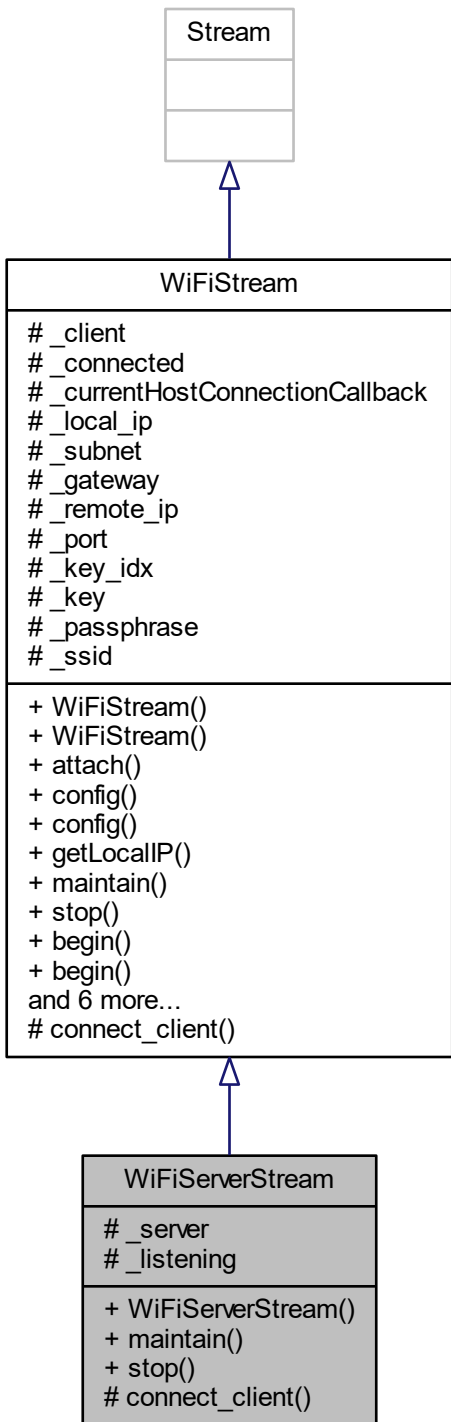 Stream
WiFiStream
# _client
# _connected
# _currentHostConnectionCallback
# _local_ip
# _subnet
# _gateway
# _remote_ip
# _port
# _key_idx
# _key
# _passphrase
# _ssid
+ WiFiStream()
+ WiFiStream()
+ attach()
+ config()
+ config()
+ getLocalIP()
+ maintain()
+ stop()
+ begin()
+ begin()
and 6 more...
# connect_client()
WiFiServerStream
# _server
# _listening
+ WiFiServerStream()
+ maintain()
+ stop()
# connect_client()